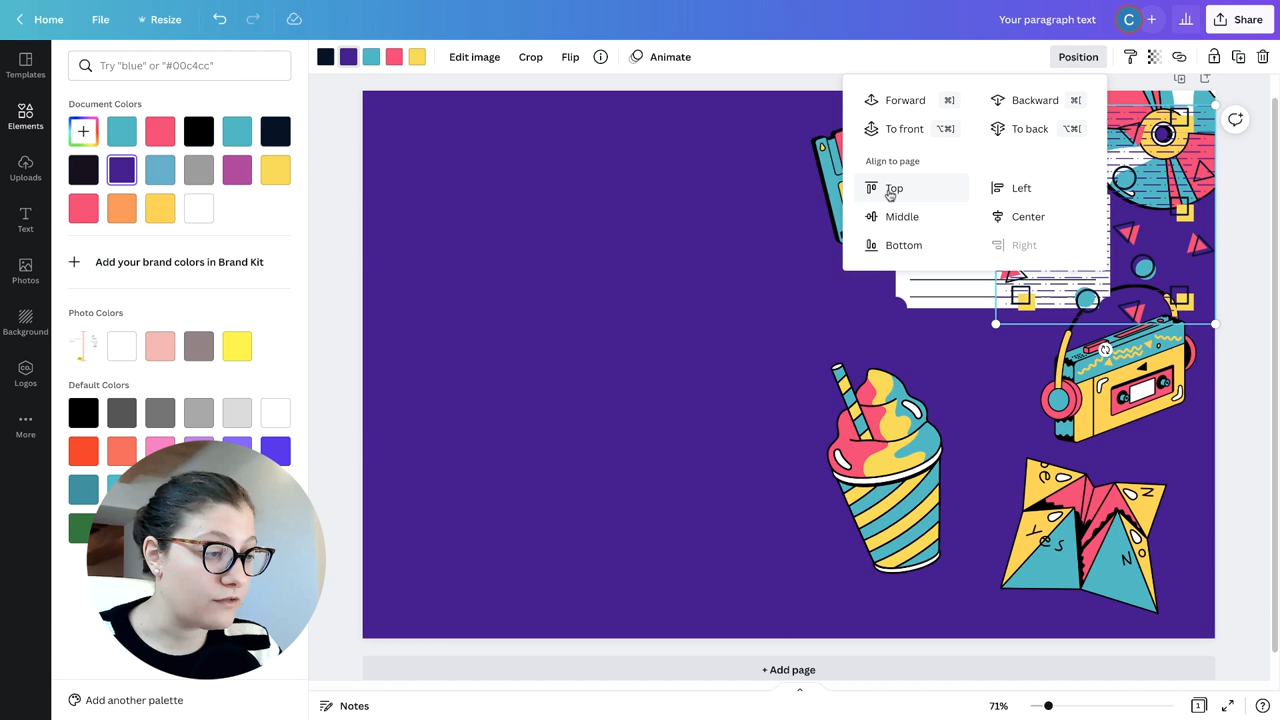 Home
File
Resize
Your paragraph text
C
Share
Edit image
Crop
Flip
Animate
Position
Templates
Elements
Uploads
Text
Photos
Background
Logos
More
Try "blue" or "#00c4cc"
Document Colors
Add your brand colors in Brand Kit
Photo Colors
Default Colors
Add another palette
Forward ⌘]
Backward ⌘[
To front ⌥⌘]
To back ⌥⌘[
Align to page
Top
Left
Middle
Center
Bottom
Right
Yes
N
N
+ Add page
Notes
71%
1